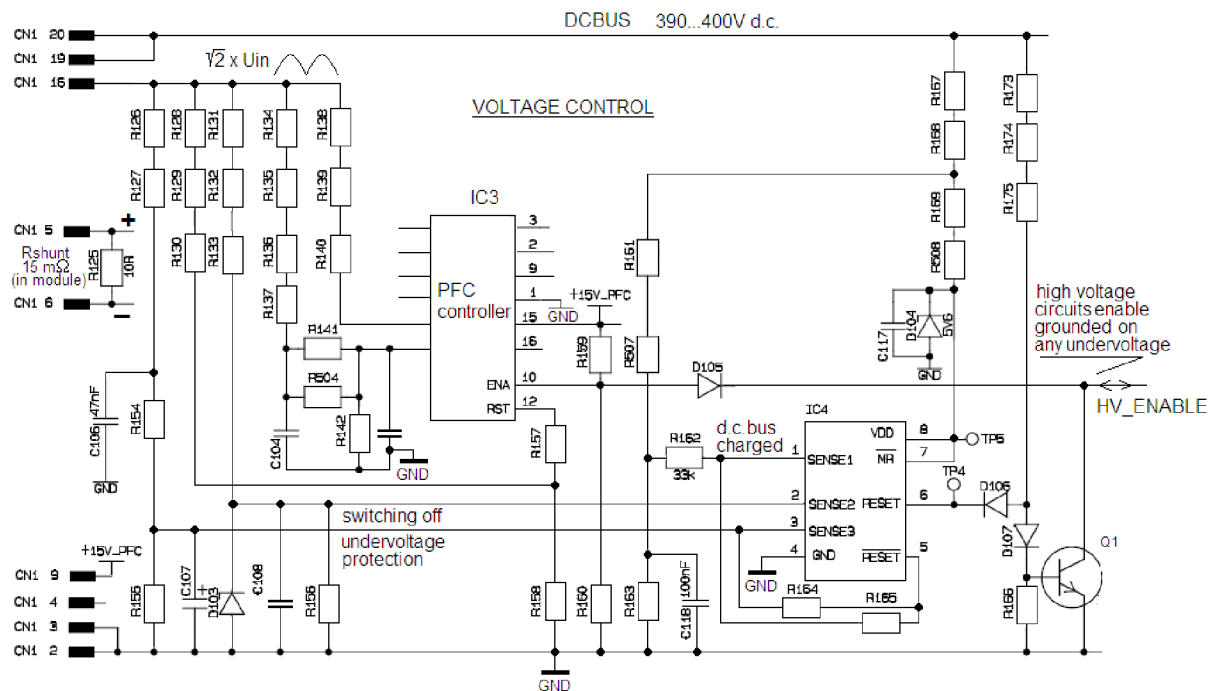 DCBUS 390...400V d.c.
CN1 20
CN1 19
CN1 16
√2 x Uin
VOLTAGE CONTROL
R126
R128
R131
R134
R138
R167
R173
R168
R174
R127
R129
R132
R135
R139
R169
R175
IC3
3
2
9
1
15
16
PFC
controller
GND
+15V_PFC
CN1 5
+
Rshunt
15 mΩ
(in module)
R125
10R
CN1 6
−
R130
R133
R136
R140
R137
R161
R508
R141
R504
R142
C104
GND
ENA 10
RST 12
R159
R507
D105
C117
D104
5V6
GND
high voltage
circuits enable
grounded on
any undervoltage
HV_ENABLE
C106
47nF
GND
R154
R157
d.c. bus
charged
R162
33k
IC4
1 SENSE1
2 SENSE2
3 SENSE3
4 GND
VDD 8
MR 7
RESET 6
RESET 5
TP5
TP4
D106
D107
Q1
GND
switching off
undervoltage
protection
+15V_PFC
CN1 9
CN1 4
CN1 3
CN1 2
R155
C107
+
D103
C108
R156
R158
R160
R163
C118
100nF
R164
R165
R166
GND